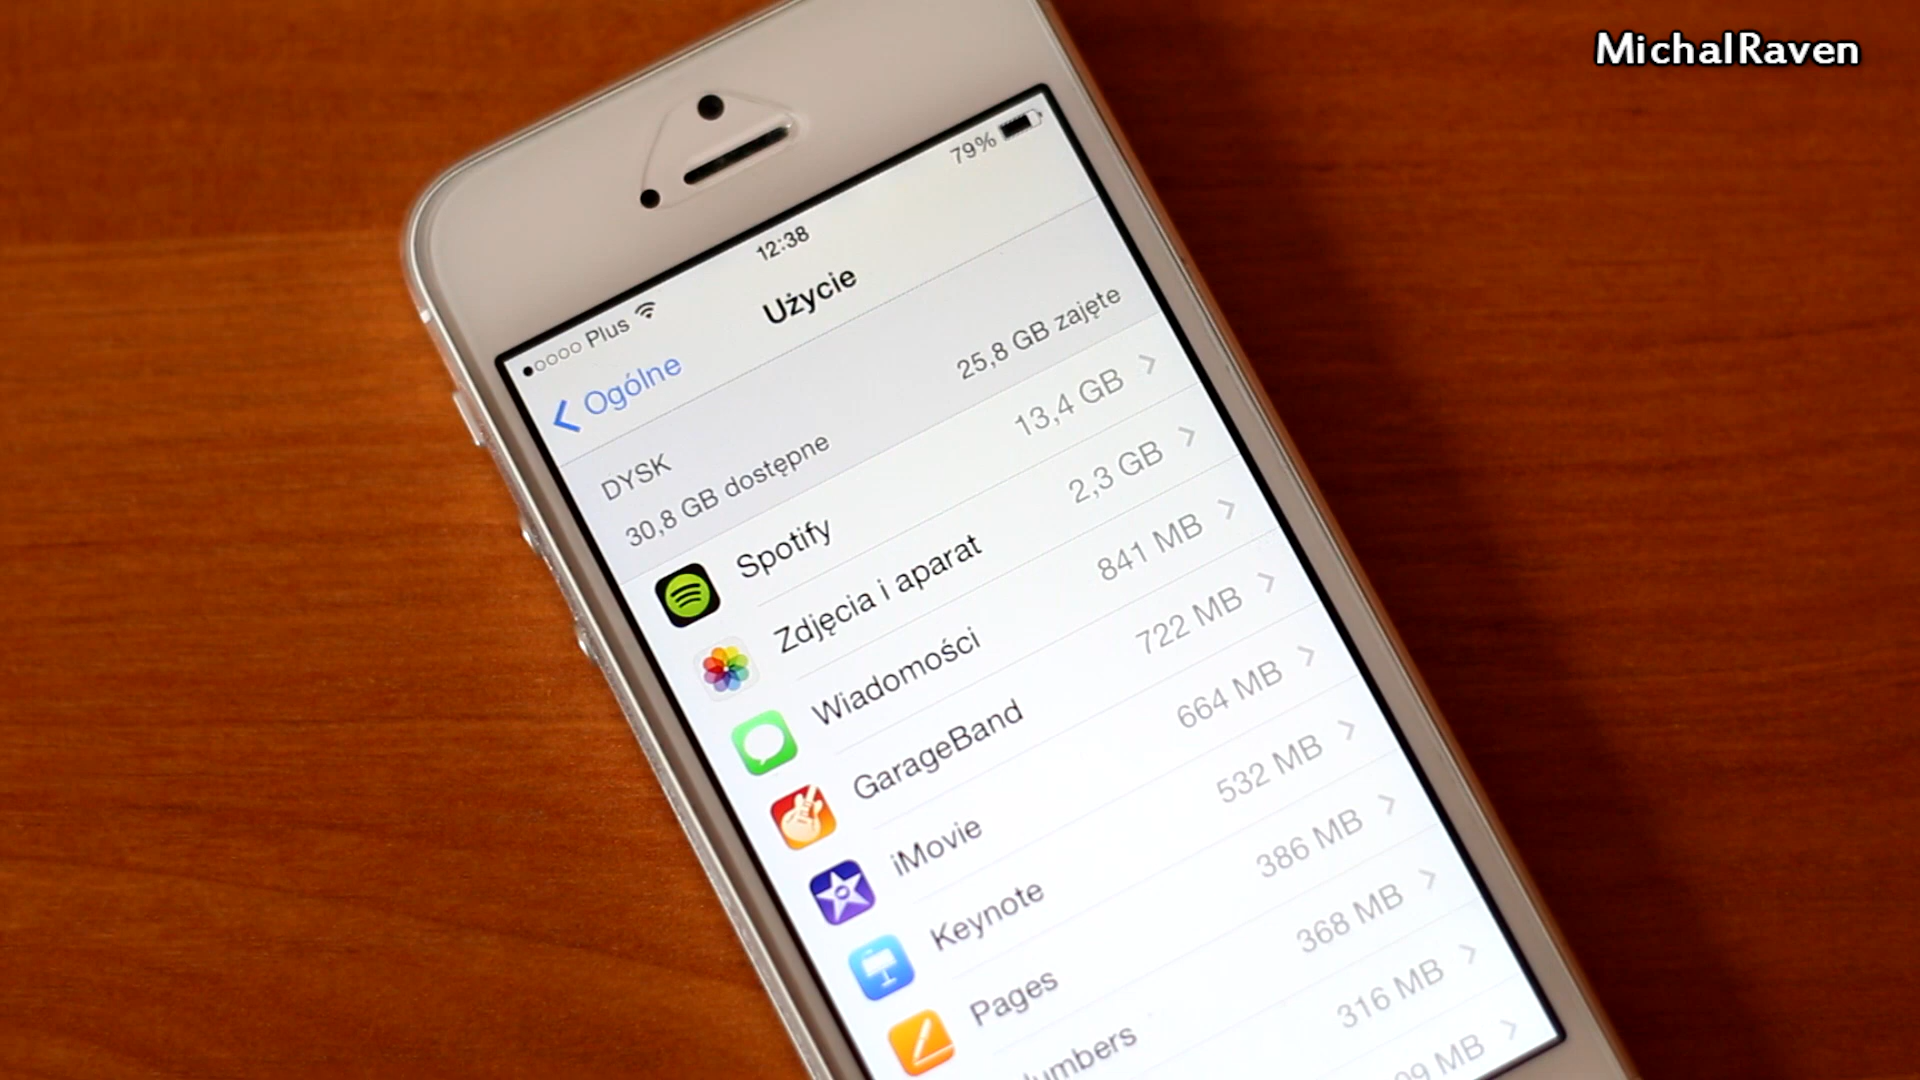 MichalRaven
Plus 12:38 79%
Ogólne Użycie
DYSK
30,8 GB dostępne 25,8 GB zajęte
Spotify 13,4 GB
Zdjęcia i aparat 2,3 GB
Wiadomości 841 MB
GarageBand 722 MB
iMovie 664 MB
Keynote 532 MB
Pages 386 MB
368 MB
316 MB